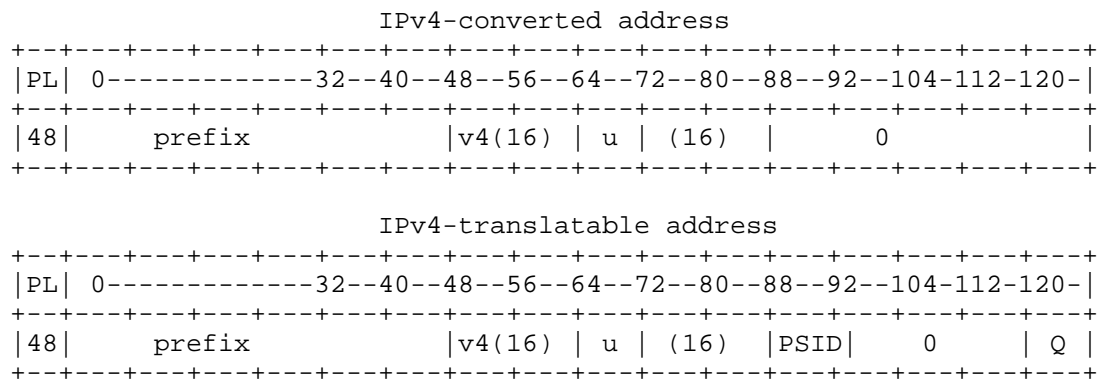 IPv4-converted address
+--+---+---+---+---+---+---+---+---+---+---+---+---+---+---+---+---+
|PL| 0-------------32--40--48--56--64--72--80--88--92--104-112-120-|
+--+---+---+---+---+---+---+---+---+---+---+---+---+---+---+---+---+
|48|     prefix            |v4(16) | u | (16)  |      0            |
+--+---+---+---+---+---+---+---+---+---+---+---+---+---+---+---+---+
IPv4-translatable address
+--+---+---+---+---+---+---+---+---+---+---+---+---+---+---+---+---+
|PL| 0-------------32--40--48--56--64--72--80--88--92--104-112-120-|
+--+---+---+---+---+---+---+---+---+---+---+---+---+---+---+---+---+
|48|     prefix            |v4(16) | u | (16)  |PSID|    0     | Q |
+--+---+---+---+---+---+---+---+---+---+---+---+---+---+---+---+---+